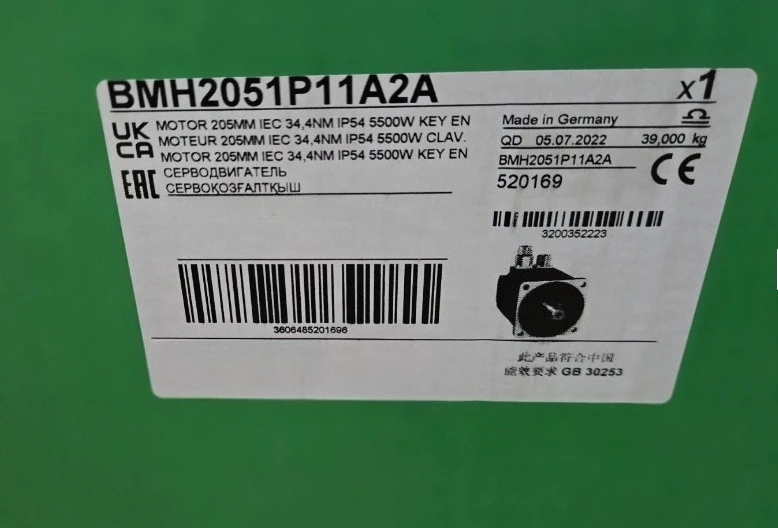 BMH2051P11A2A x1
UK CA
MOTOR 205MM IEC 34,4NM IP54 5500W KEY EN
MOTEUR 205MM IEC 34,4NM IP54 5500W CLAV.
MOTOR 205MM IEC 34,4NM IP54 5500W KEY EN
EAC
СЕРВОДВИГАТЕЛЬ
СЕРВОҚОЗҒАЛТҚЫШ
Made in Germany
QD 05.07.2022 39,000 kg
BMH2051P11A2A
520169
CE
3200352223
3606485201696
此产品符合中国
能效要求 GB 30253